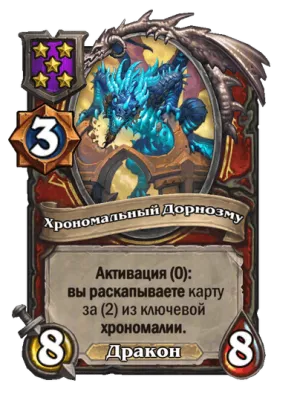 3
Хрономальный Дорнозму
Активация (0):
вы раскапываете карту
за (2) из ключевой
хрономалии.
8
Дракон
8